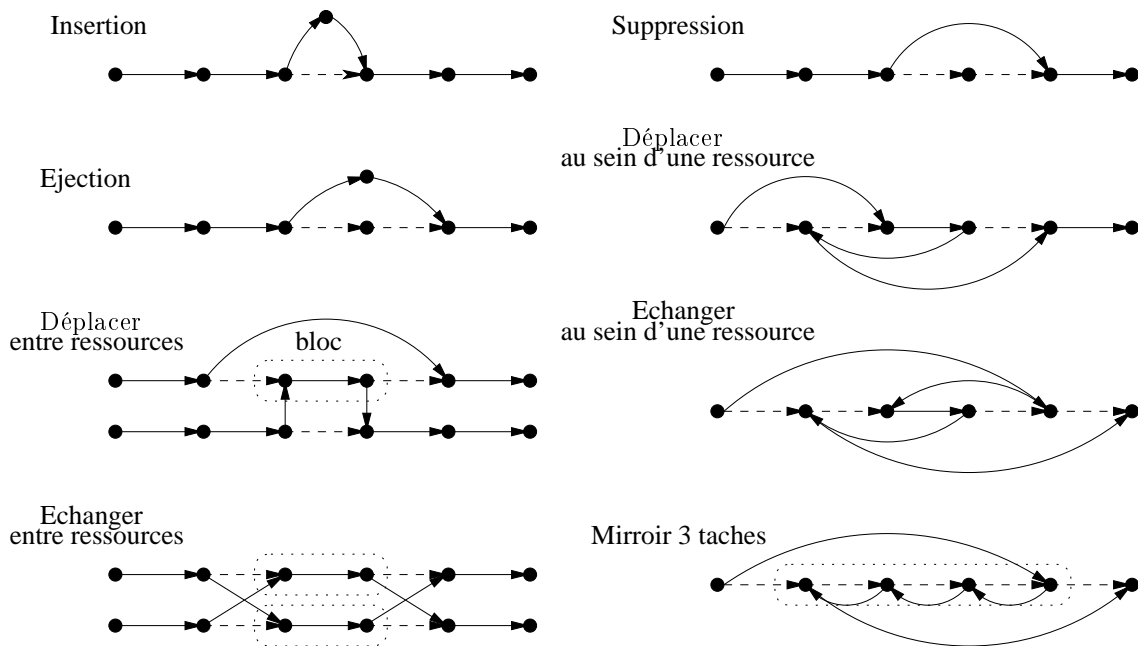 Insertion
Suppression
Ejection
Déplacer
au sein d'une ressource
Déplacer
entre ressources
bloc
Echanger
au sein d'une ressource
Echanger
entre ressources
Mirroir 3 taches